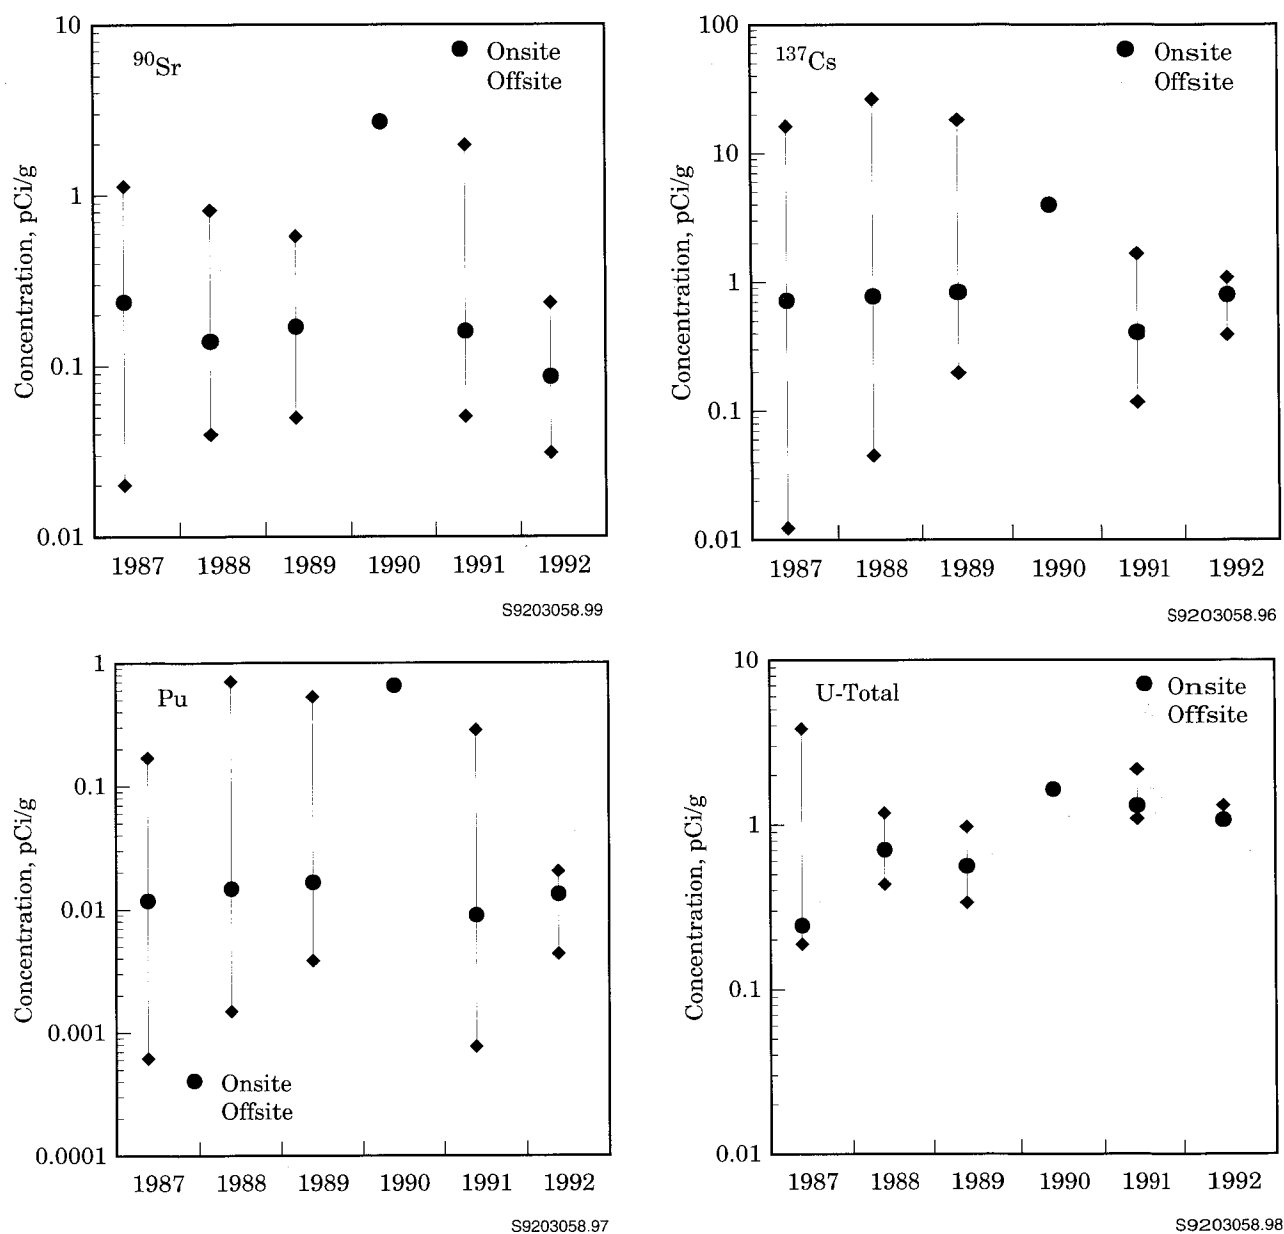 10
1
0.1
0.01
Concentration, pCi/g
⁹⁰Sr
Onsite
Offsite
1987 1988 1989 1990 1991 1992
S9203058.99
100
10
1
0.1
0.01
Concentration, pCi/g
¹³⁷Cs
Onsite
Offsite
1987 1988 1989 1990 1991 1992
S9203058.96
1
0.1
0.01
0.001
0.0001
Concentration, pCi/g
Pu
Onsite
Offsite
1987 1988 1989 1990 1991 1992
S9203058.97
10
1
0.1
0.01
Concentration, pCi/g
U-Total
Onsite
Offsite
1987 1988 1989 1990 1991 1992
S9203058.98